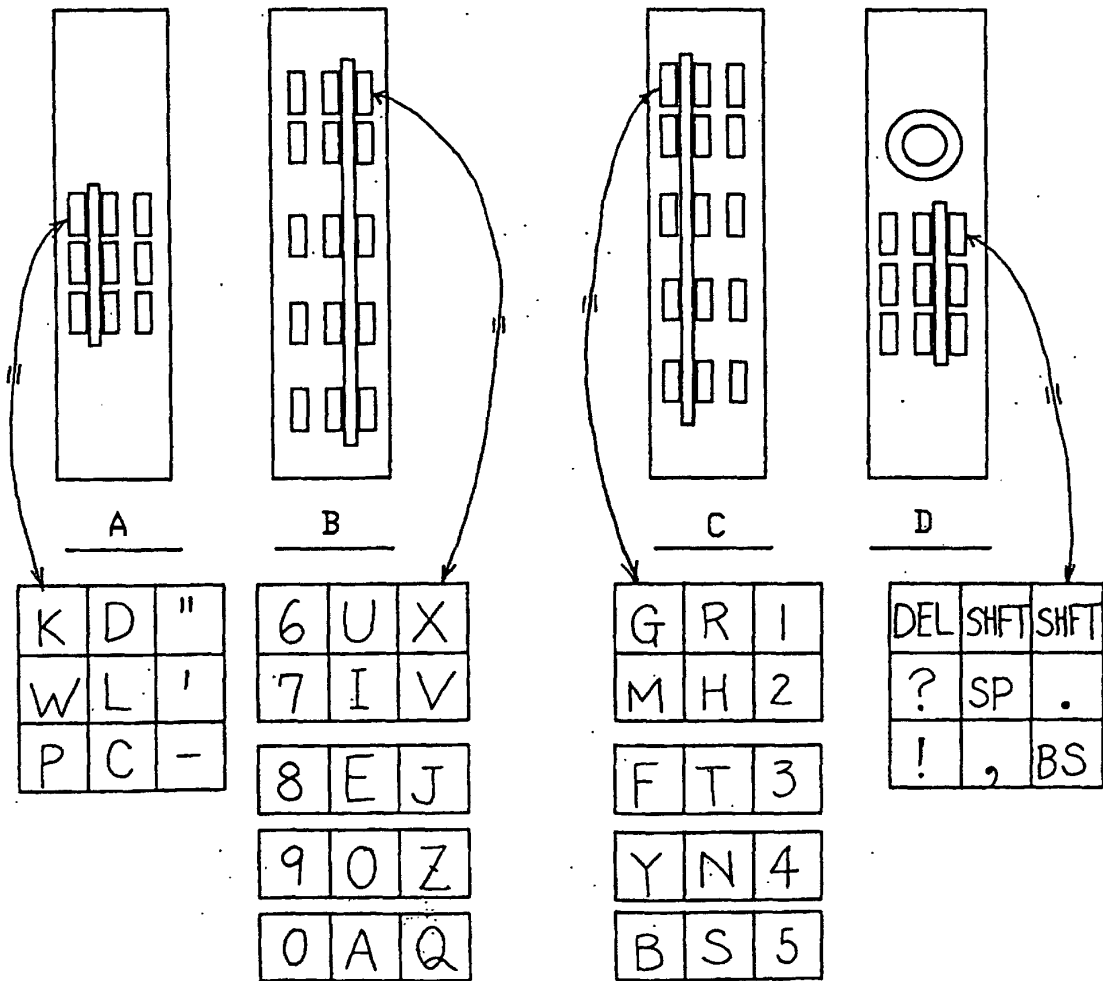 A B C D
K D "
W L '
P C -
6 U X
7 I V
8 E J
9 O Z
0 A Q
G R 1
M H 2
F T 3
Y N 4
B S 5
DEL SHFT SHFT
? SP .
! , BS